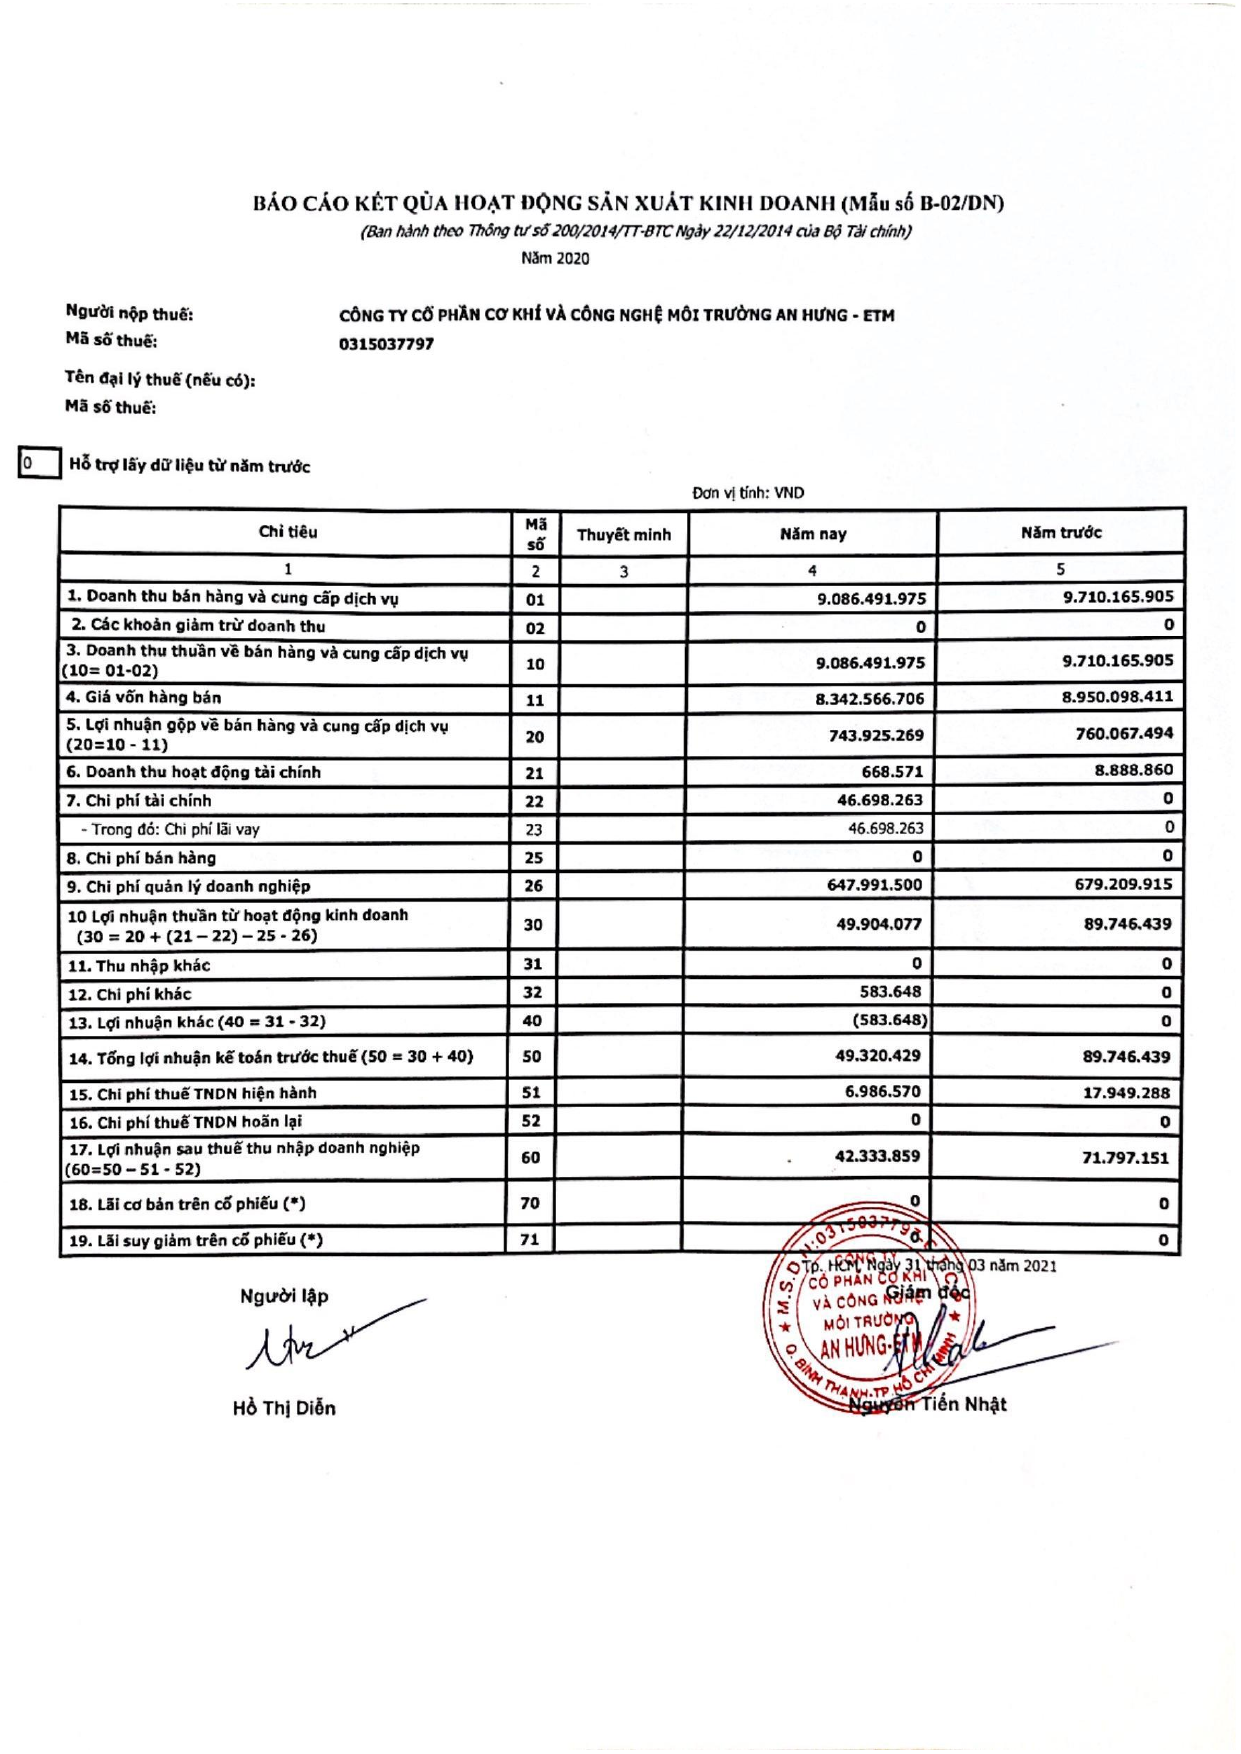 BÁO CÁO KẾT QỦA HOẠT ĐỘNG SẢN XUẤT KINH DOANH (Mẫu số B-02/DN)
(Ban hành theo Thông tư số 200/2014/TT-BTC Ngày 22/12/2014 của Bộ Tài chính)
Năm 2020
Người nộp thuế: CÔNG TY CỔ PHẦN CƠ KHÍ VÀ CÔNG NGHỆ MÔI TRƯỜNG AN HƯNG - ETM
Mã số thuế: 0315037797
Tên đại lý thuế (nếu có):
Mã số thuế:
0 Hỗ trợ lấy dữ liệu từ năm trước
Đơn vị tính: VND
Chỉ tiêu Mã số Thuyết minh Năm nay Năm trước
1 2 3 4 5
1. Doanh thu bán hàng và cung cấp dịch vụ 01 9.086.491.975 9.710.165.905
2. Các khoản giảm trừ doanh thu 02 0 0
3. Doanh thu thuần về bán hàng và cung cấp dịch vụ
(10= 01-02) 10 9.086.491.975 9.710.165.905
4. Giá vốn hàng bán 11 8.342.566.706 8.950.098.411
5. Lợi nhuận gộp về bán hàng và cung cấp dịch vụ
(20=10 - 11) 20 743.925.269 760.067.494
6. Doanh thu hoạt động tài chính 21 668.571 8.888.860
7. Chi phí tài chính 22 46.698.263 0
- Trong đó: Chi phí lãi vay 23 46.698.263 0
8. Chi phí bán hàng 25 0 0
9. Chi phí quản lý doanh nghiệp 26 647.991.500 679.209.915
10 Lợi nhuận thuần từ hoạt động kinh doanh
(30 = 20 + (21 – 22) – 25 - 26) 30 49.904.077 89.746.439
11. Thu nhập khác 31 0 0
12. Chi phí khác 32 583.648 0
13. Lợi nhuận khác (40 = 31 - 32) 40 (583.648) 0
14. Tổng lợi nhuận kế toán trước thuế (50 = 30 + 40) 50 49.320.429 89.746.439
15. Chi phí thuế TNDN hiện hành 51 6.986.570 17.949.288
16. Chi phí thuế TNDN hoãn lại 52 0 0
17. Lợi nhuận sau thuế thu nhập doanh nghiệp
(60=50 – 51 - 52) 60 42.333.859 71.797.151
18. Lãi cơ bản trên cổ phiếu (*) 70 0 0
19. Lãi suy giảm trên cổ phiếu (*) 71 0 0
Tp. HCM, Ngày 31 tháng 03 năm 2021
Người lập Giám đốc
M.S.D.N:0315037797-C.T.C.P
CÔNG TY
CỔ PHẦN CƠ KHÍ
VÀ CÔNG NGHỆ
MÔI TRƯỜNG
AN HƯNG-ETM
Q. BÌNH THẠNH-TP HỒ CHÍ MINH
Hồ Thị Diễn Nguyễn Tiến Nhật